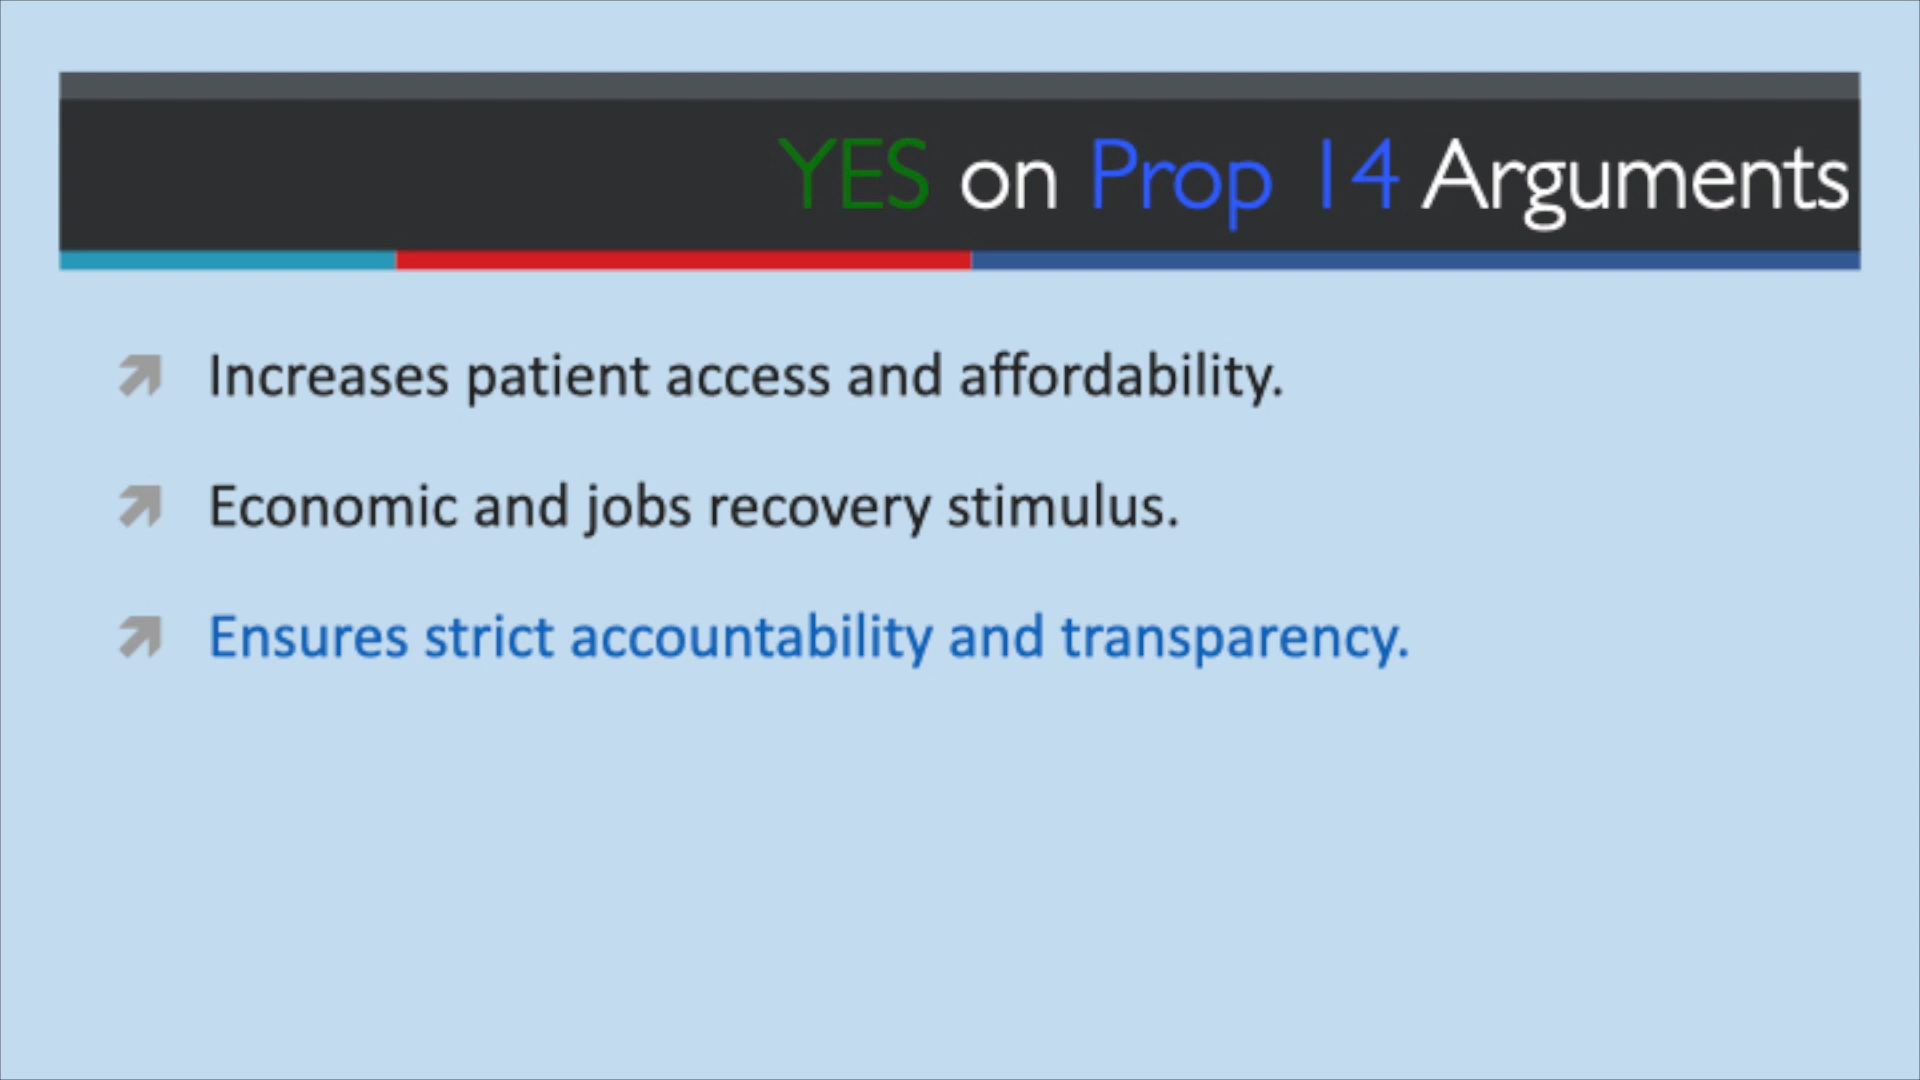 YES on Prop 14 Arguments
Increases patient access and affordability.
Economic and jobs recovery stimulus.
Ensures strict accountability and transparency.